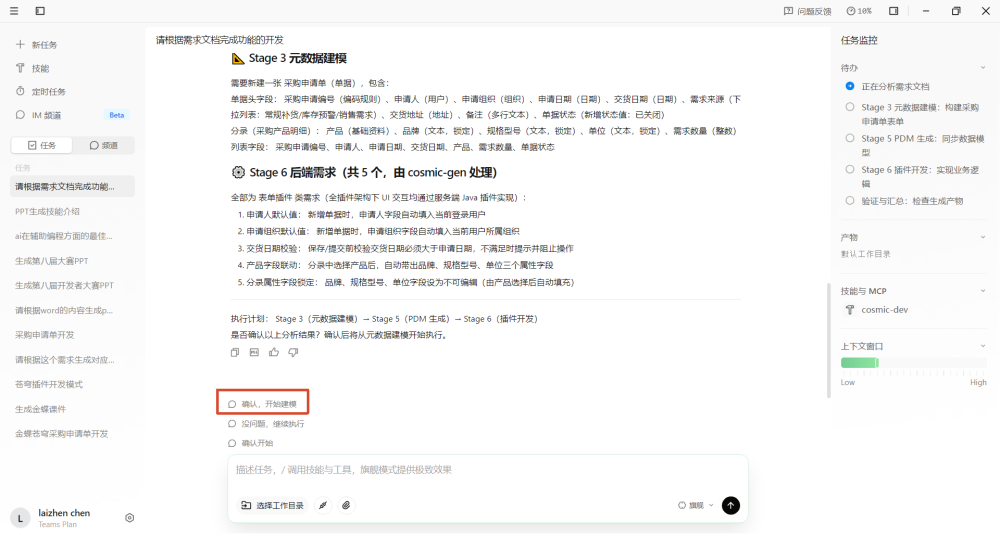 问题反馈
10%
新任务
技能
定时任务
IM 频道
Beta
任务
频道
任务
请根据需求文档完成功能...
PPT生成技能介绍
ai在辅助编程方面的最佳...
生成第八届大赛PPT
生成第八届开发者大赛PPT
请根据word的内容生成p...
采购申请单开发
请根据这个需求生成对应...
苍穹插件开发模式
生成金蝶课件
金蝶苍穹采购申请单开发
L
laizhen chen
Teams Plan
请根据需求文档完成功能的开发
Stage 3 元数据建模
需要新建一张 采购申请单（单据），包含：
单据头字段： 采购申请编号（编码规则）、申请人（用户）、申请组织（组织）、申请日期（日期）、交货日期（日期）、需求来源（下
拉列表：常规补货/库存预警/销售需求）、交货地址（地址）、备注（多行文本）、单据状态（新增状态值：已关闭）
分录（采购产品明细）： 产品（基础资料）、品牌（文本，锁定）、规格型号（文本，锁定）、单位（文本，锁定）、需求数量（整数）
列表字段： 采购申请编号、申请人、申请日期、交货日期、产品、需求数量、单据状态
Stage 6 后端需求（共 5 个，由 cosmic-gen 处理）
全部为 表单插件 类需求（全插件架构下 UI 交互均通过服务端 Java 插件实现）：
1. 申请人默认值： 新增单据时，申请人字段自动填入当前登录用户
2. 申请组织默认值： 新增单据时，申请组织字段自动填入当前用户所属组织
3. 交货日期校验： 保存/提交前校验交货日期必须大于申请日期，不满足时提示并阻止操作
4. 产品字段联动： 分录中选择产品后，自动带出品牌、规格型号、单位三个属性字段
5. 分录属性字段锁定： 品牌、规格型号、单位字段设为不可编辑（由产品选择后自动填充）
执行计划： Stage 3（元数据建模）→ Stage 5（PDM 生成）→ Stage 6（插件开发）
是否确认以上分析结果？确认后将从元数据建模开始执行。
确认，开始建模
没问题，继续执行
确认开始
描述任务，/ 调用技能与工具，旗舰模式提供极致效果
选择工作目录
旗舰
任务监控
待办
正在分析需求文档
Stage 3 元数据建模：构建采购
申请单表单
Stage 5 PDM 生成：同步数据模
型
Stage 6 插件开发：实现业务逻
辑
验证与汇总：检查生成产物
产物
默认工作目录
技能与 MCP
cosmic-dev
上下文窗口
Low
High